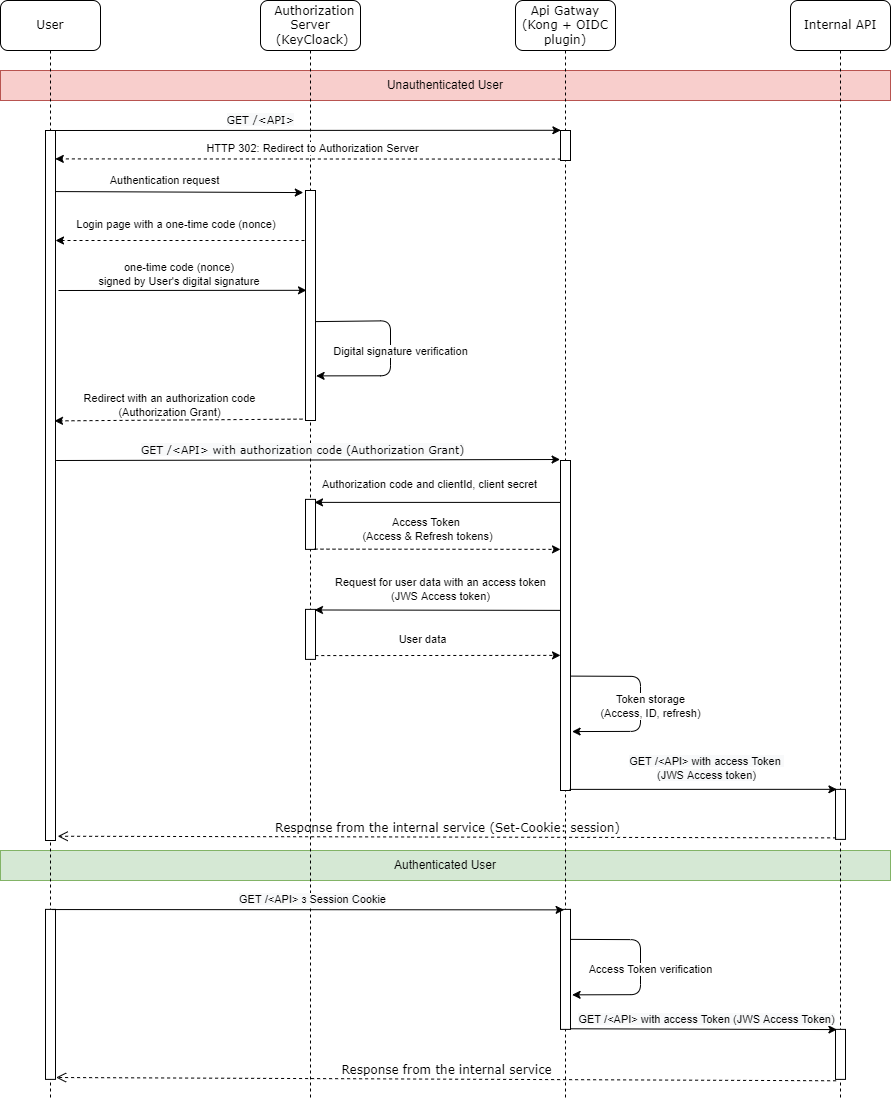 User
Authorization
Server
(KeyCloack)
Api Gatway
(Kong + OIDC
plugin)
Internal API
Unauthenticated User
GET /<API>
HTTP 302: Redirect to Authorization Server
Authentication request
Login page with a one-time code (nonce)
one-time code (nonce)
signed by User's digital signature
Digital signature verification
Redirect with an authorization code
(Authorization Grant)
GET /<API> with authorization code (Authorization Grant)
Authorization code and clientId, client secret
Access Token
(Access & Refresh tokens)
Request for user data with an access token
(JWS Access token)
User data
Token storage
(Access, ID, refresh)
GET /<API> with access Token
(JWS Access token)
Response from the internal service (Set-Cookie: session)
Authenticated User
GET /<API> з Session Cookie
Access Token verification
GET /<API> with access Token (JWS Access Token)
Response from the internal service